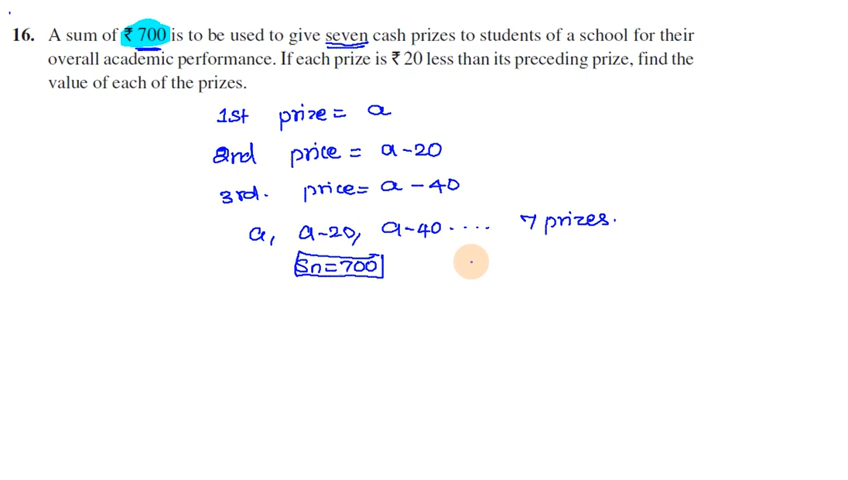 16. A sum of ₹ 700 is to be used to give seven cash prizes to students of a school for their
overall academic performance. If each prize is ₹ 20 less than its preceding prize, find the
value of each of the prizes.
1st prize = a
2nd price = a - 20
3rd. price = a - 40
a, a - 20, a - 40 .... 7 prizes.
Sn = 700